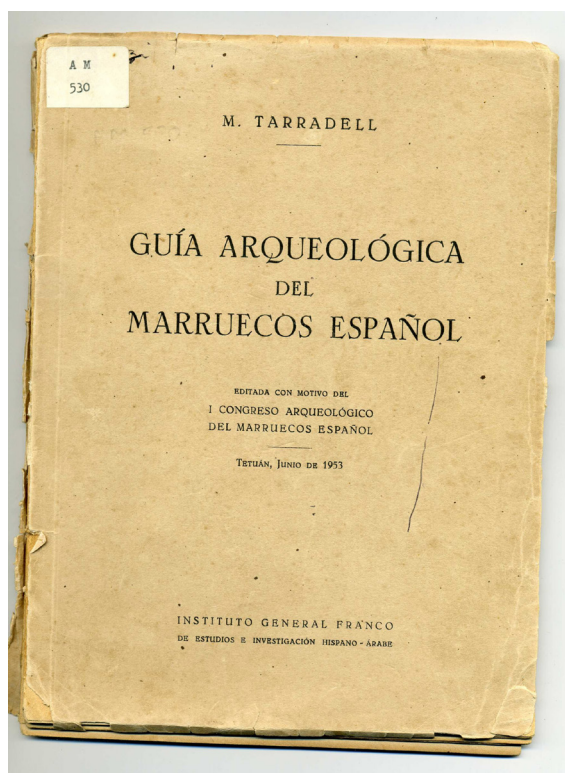 A M
530
M. TARRADELL
GUÍA ARQUEOLÓGICA
DEL
MARRUECOS ESPAÑOL
EDITADA CON MOTIVO DEL
I CONGRESO ARQUEOLÓGICO
DEL MARRUECOS ESPAÑOL
TETUÁN, JUNIO DE 1953
INSTITUTO GENERAL FRANCO
DE ESTUDIOS E INVESTIGACIÓN HISPANO-ÁRABE